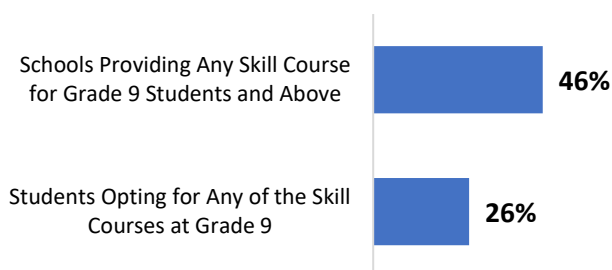 Schools Providing Any Skill Course
for Grade 9 Students and Above
46%
Students Opting for Any of the Skill
Courses at Grade 9
26%